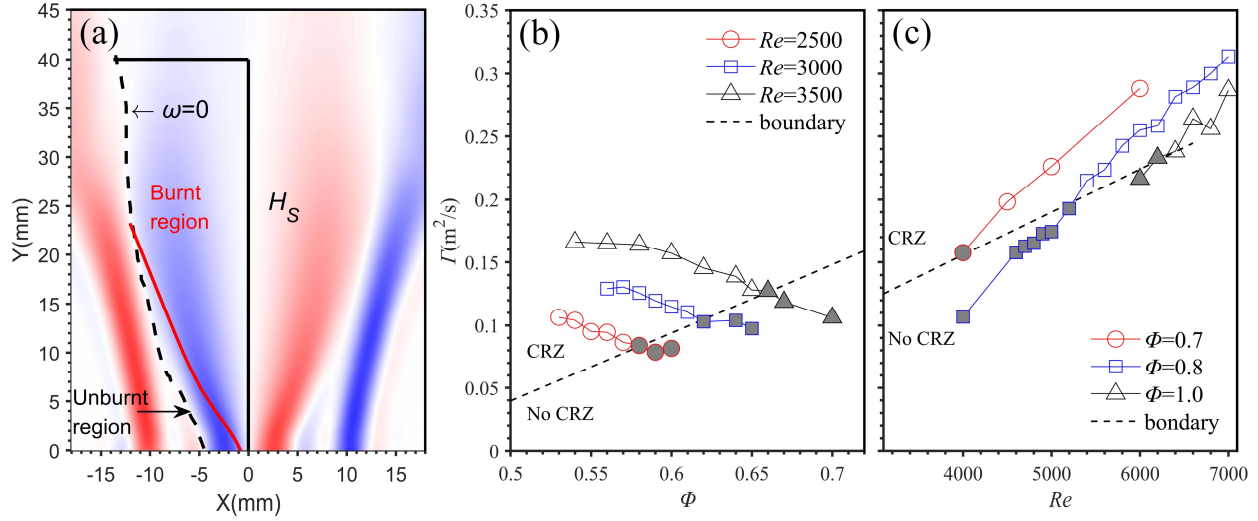 (a)
Y(mm)
45
40
35
30
25
20
15
10
5
0
← ω=0
Burnt
region
H_S
Unburnt
region
-15
-10
-5
0
5
10
15
X(mm)
(b)
Γ(m²/s)
0.35
0.3
0.25
0.2
0.15
0.1
0.05
0
Re=2500
Re=3000
Re=3500
boundary
CRZ
No CRZ
0.5
0.55
0.6
0.65
0.7
Φ
(c)
CRZ
No CRZ
Φ=0.7
Φ=0.8
Φ=1.0
bondary
4000
5000
6000
7000
Re